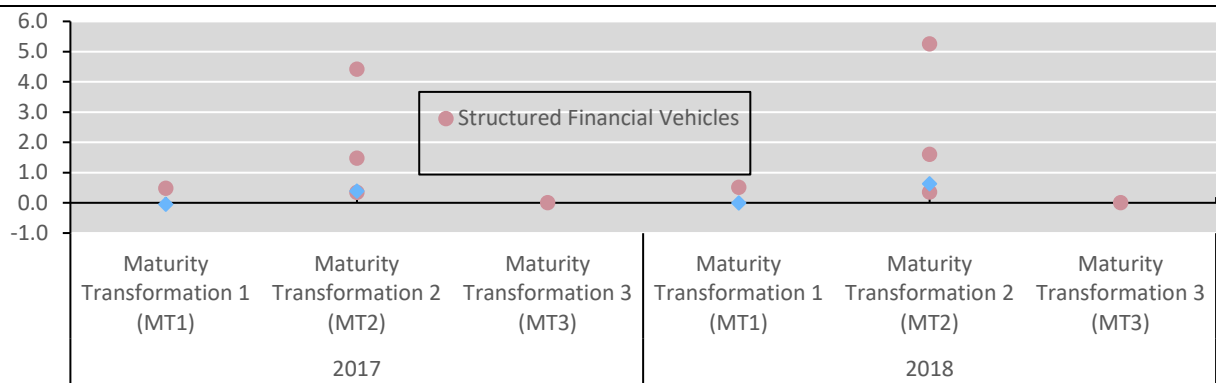 6.0
5.0
4.0
3.0
2.0
1.0
0.0
-1.0
Structured Financial Vehicles
Maturity
Transformation 1
(MT1)
Maturity
Transformation 2
(MT2)
Maturity
Transformation 3
(MT3)
Maturity
Transformation 1
(MT1)
Maturity
Transformation 2
(MT2)
Maturity
Transformation 3
(MT3)
2017
2018